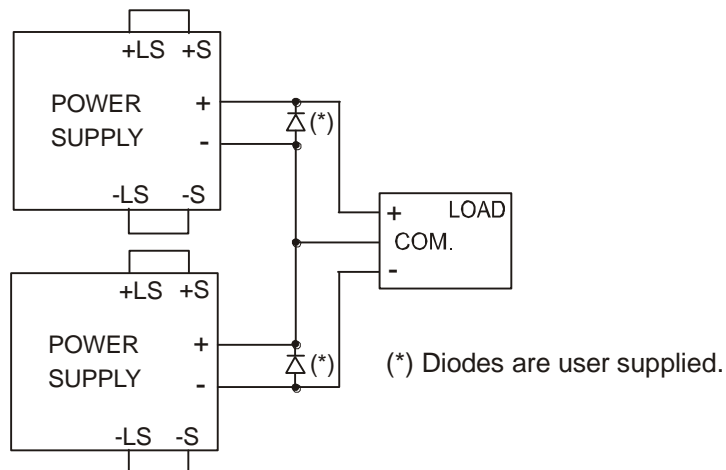 +LS +S
POWER
SUPPLY
+
-
-LS -S
(*)
+ LOAD
COM.
-
+LS +S
POWER
SUPPLY
+
-
-LS -S
(*)
(*) Diodes are user supplied.